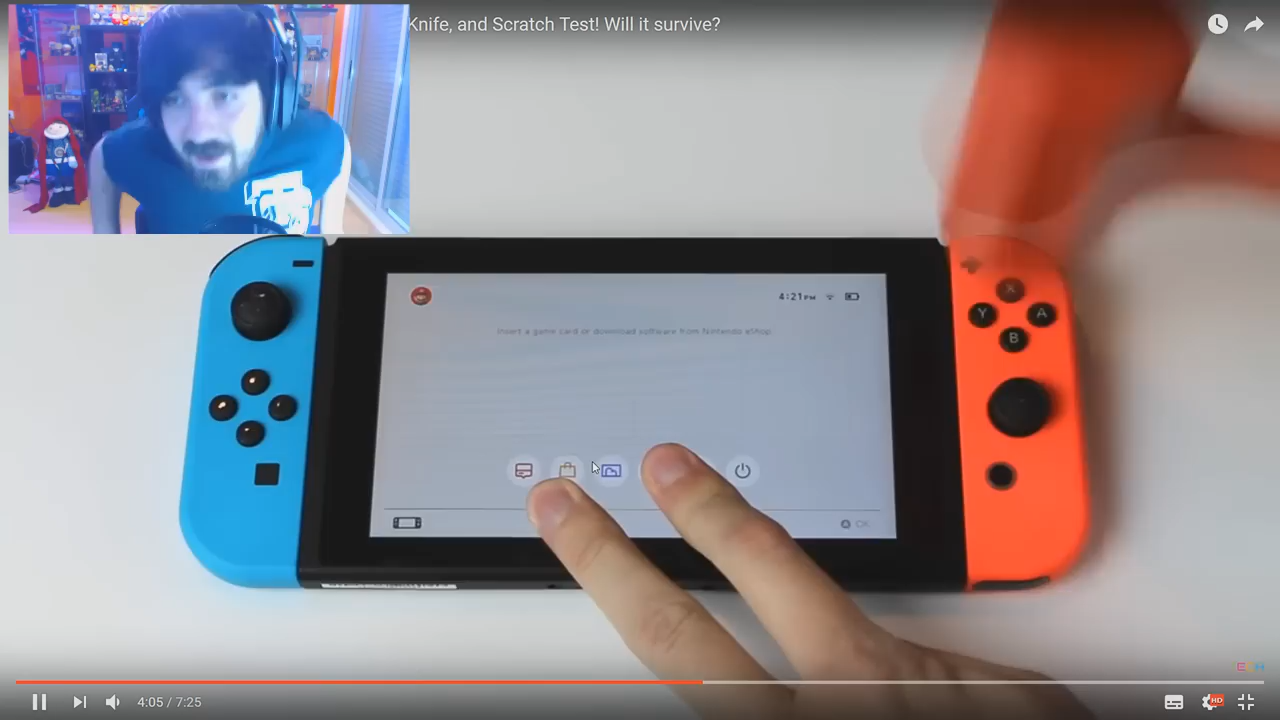 Knife, and Scratch Test! Will it survive?
4:21PM
Insert a game card or download software from Nintendo eShop.
X
Y
A
B
A OK
4:05 / 7:25
HD